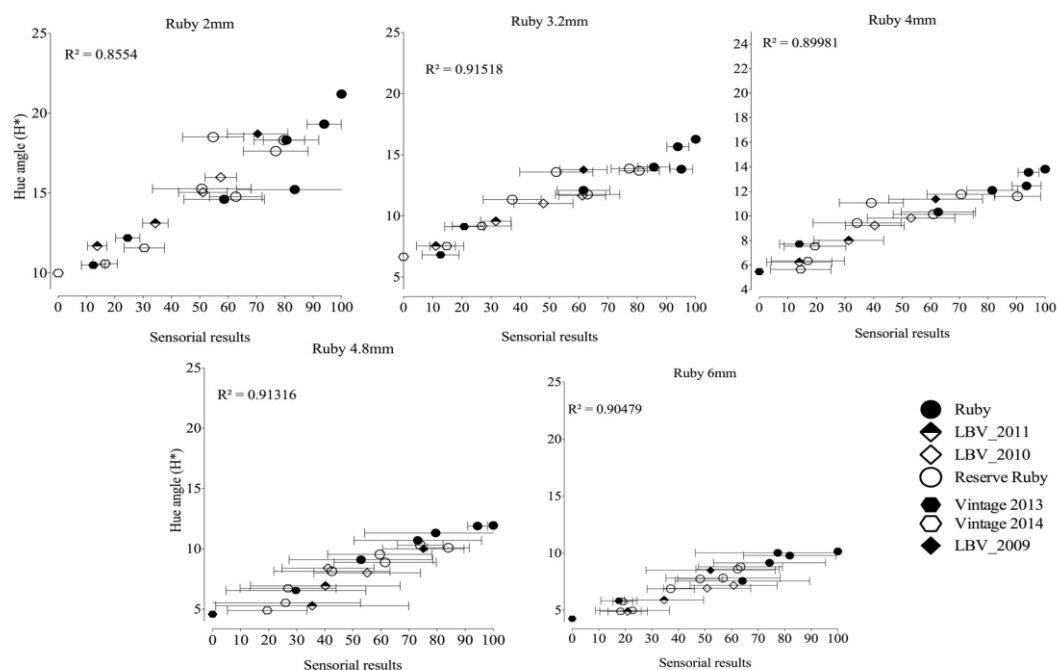 Ruby 2mm
R² = 0.8554
Hue angle (H*)
25
20
15
10
0 10 20 30 40 50 60 70 80 90 100
Sensorial results
Ruby 3.2mm
R² = 0.91518
25
20
15
10
5
0 10 20 30 40 50 60 70 80 90 100
Sensorial results
Ruby 4mm
R² = 0.89981
24
22
20
18
16
14
12
10
8
6
4
0 10 20 30 40 50 60 70 80 90 100
Sensorial results
Ruby 4.8mm
R² = 0.91316
Hue angle (H*)
25
20
15
10
5
0 10 20 30 40 50 60 70 80 90 100
Sensorial results
Ruby 6mm
R² = 0.90479
25
20
15
10
5
0 10 20 30 40 50 60 70 80 90 100
Sensorial results
Ruby
LBV_2011
LBV_2010
Reserve Ruby
Vintage 2013
Vintage 2014
LBV_2009